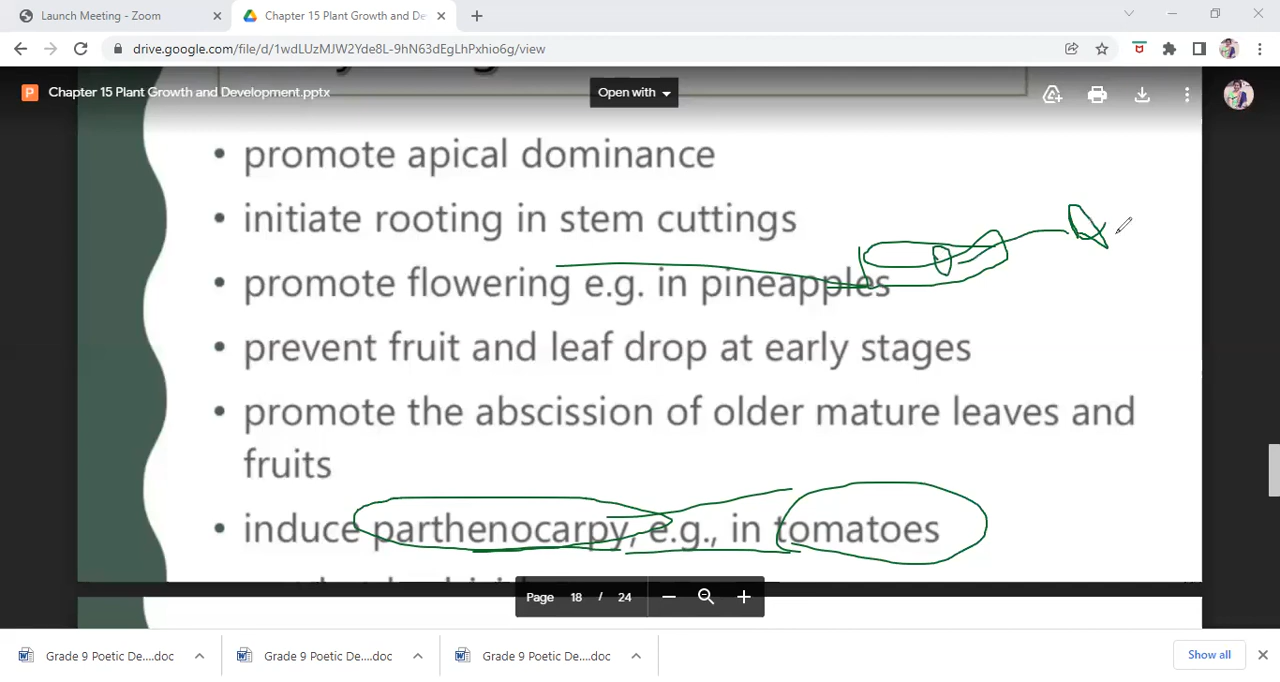 Launch Meeting - Zoom
Chapter 15 Plant Growth and De
drive.google.com/file/d/1wdLUzMJW2Yde8L-9hN63dEgLhPxhio6g/view
Chapter 15 Plant Growth and Development.pptx
Open with
• promote apical dominance
• initiate rooting in stem cuttings
• promote flowering e.g. in pineapples
• prevent fruit and leaf drop at early stages
• promote the abscission of older mature leaves and
fruits
• induce parthenocarpy, e.g., in tomatoes
Page 18 / 24
Grade 9 Poetic De....doc
Grade 9 Poetic De....doc
Grade 9 Poetic De....doc
Show all